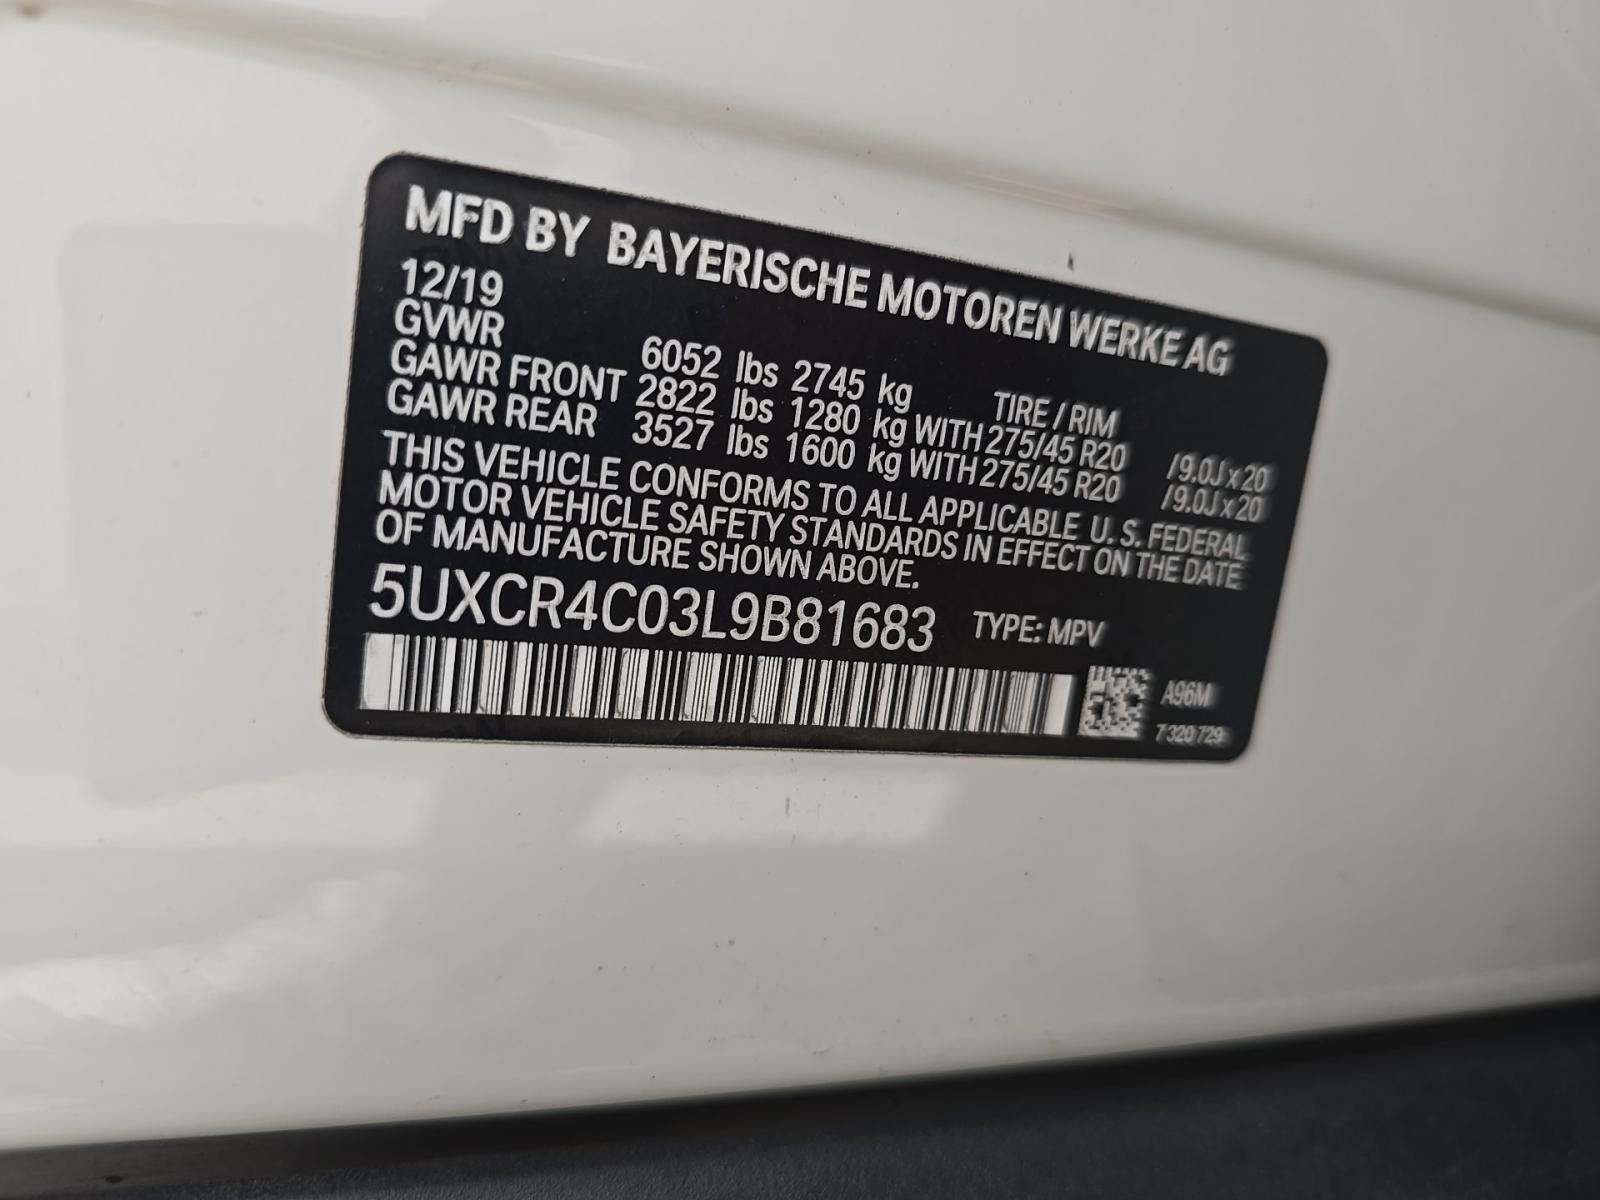 MFD BY BAYERISCHE MOTOREN WERKE AG
12/19
GVWR 6052 lbs 2745 kg TIRE / RIM
GAWR FRONT 2822 lbs 1280 kg WITH 275/45 R20 /9.0J x 20
GAWR REAR 3527 lbs 1600 kg WITH 275/45 R20 /9.0J x 20
THIS VEHICLE CONFORMS TO ALL APPLICABLE U.S. FEDERAL
MOTOR VEHICLE SAFETY STANDARDS IN EFFECT ON THE DATE
OF MANUFACTURE SHOWN ABOVE.
5UXCR4C03L9B81683 TYPE: MPV
A96M
7 320 729